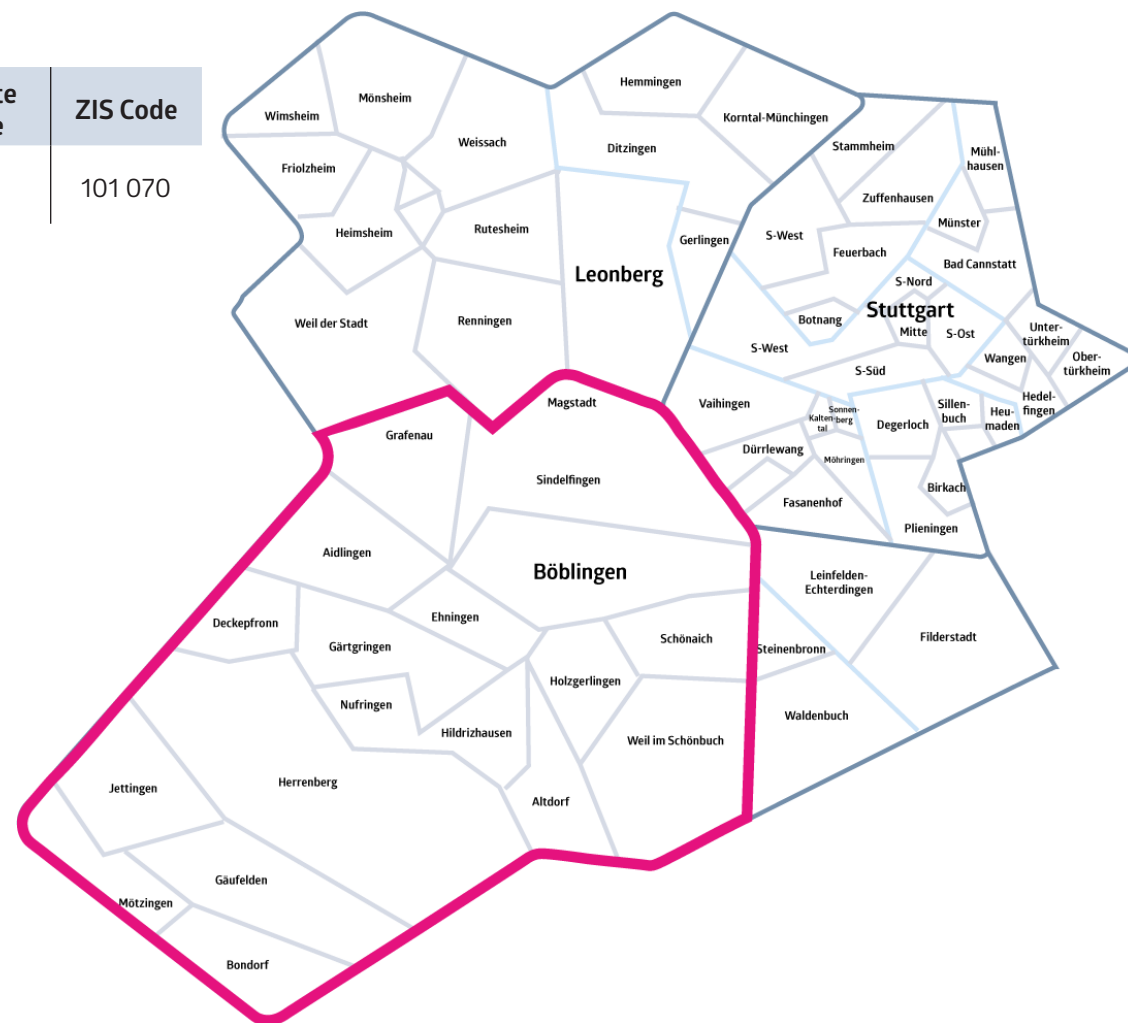 te
e
ZIS Code
101 070
Hemmingen
Mönsheim
Wimsheim
Korntal-Münchingen
Weissach
Ditzingen
Stammheim
Mühl-
hausen
Friolzheim
Zuffenhausen
Münster
Heimsheim
Rutesheim
S-West
Gerlingen
Feuerbach
Bad Cannstatt
Leonberg
S-Nord
Stuttgart
Weil der Stadt
Renningen
Botnang
Mitte
S-Ost
Unter-
türkheim
S-West
Wangen
Ober-
türkheim
S-Süd
Magstadt
Vaihingen
Kalten-
tal
Sonnen-
berg
Degerloch
Sillen-
buch
Heu-
maden
Hedel-
fingen
Grafenau
Dürrlewang
Möhringen
Sindelfingen
Birkach
Fasanenhof
Plieningen
Aidlingen
Böblingen
Leinfelden-
Echterdingen
Deckepfronn
Ehningen
Schönaich
Filderstadt
Gärtgringen
Steinenbronn
Holzgerlingen
Nufringen
Waldenbuch
Hildrizhausen
Weil im Schönbuch
Herrenberg
Jettingen
Altdorf
Gäufelden
Mötzingen
Bondorf